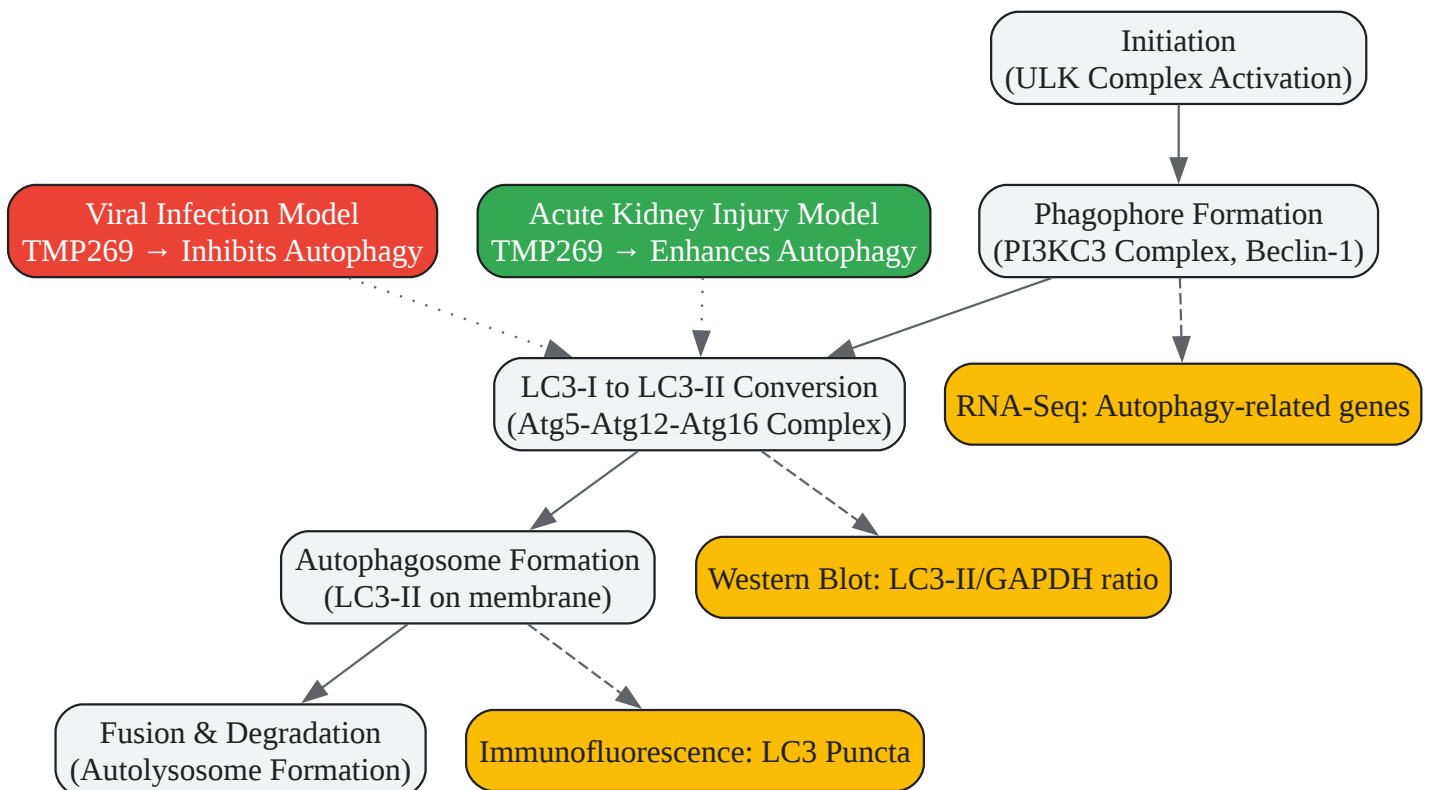 Initiation
(ULK Complex Activation)
Viral Infection Model
TMP269 → Inhibits Autophagy
Acute Kidney Injury Model
TMP269 → Enhances Autophagy
Phagophore Formation
(PI3KC3 Complex, Beclin-1)
LC3-I to LC3-II Conversion
(Atg5-Atg12-Atg16 Complex)
RNA-Seq: Autophagy-related genes
Autophagosome Formation
(LC3-II on membrane)
Western Blot: LC3-II/GAPDH ratio
Fusion & Degradation
(Autolysosome Formation)
Immunofluorescence: LC3 Puncta